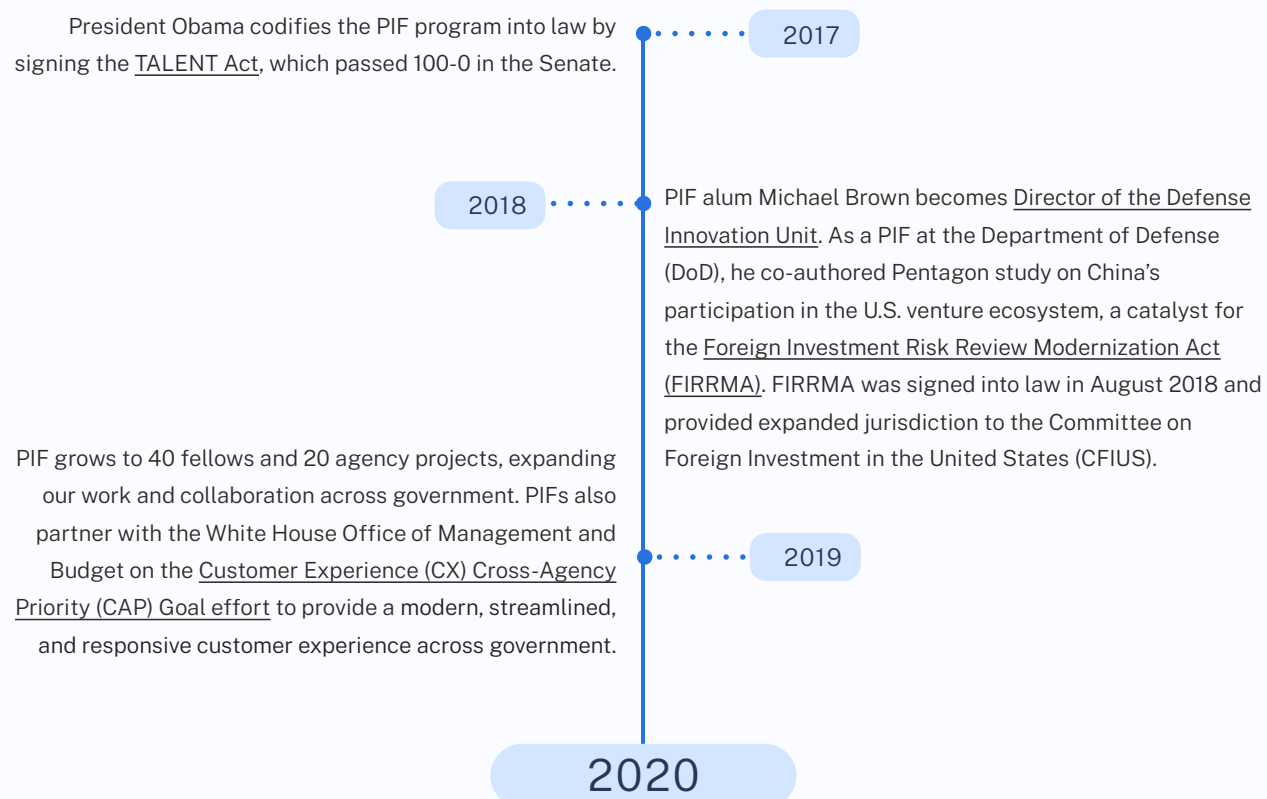 President Obama codifies the PIF program into law by
signing the TALENT Act, which passed 100-0 in the Senate.
2017
2018
PIF alum Michael Brown becomes Director of the Defense
Innovation Unit. As a PIF at the Department of Defense
(DoD), he co-authored Pentagon study on China’s
participation in the U.S. venture ecosystem, a catalyst for
the Foreign Investment Risk Review Modernization Act
(FIRRMA). FIRRMA was signed into law in August 2018 and
provided expanded jurisdiction to the Committee on
Foreign Investment in the United States (CFIUS).
PIF grows to 40 fellows and 20 agency projects, expanding
our work and collaboration across government. PIFs also
partner with the White House Office of Management and
Budget on the Customer Experience (CX) Cross-Agency
Priority (CAP) Goal effort to provide a modern, streamlined,
and responsive customer experience across government.
2019
2020